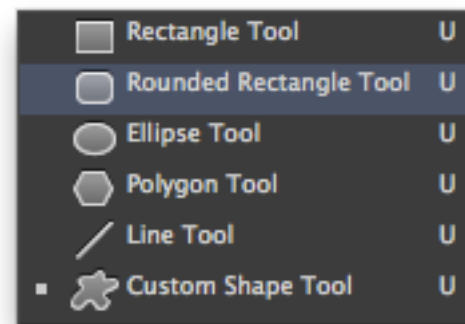 Rectangle Tool U
Rounded Rectangle Tool U
Ellipse Tool U
Polygon Tool U
Line Tool U
Custom Shape Tool U